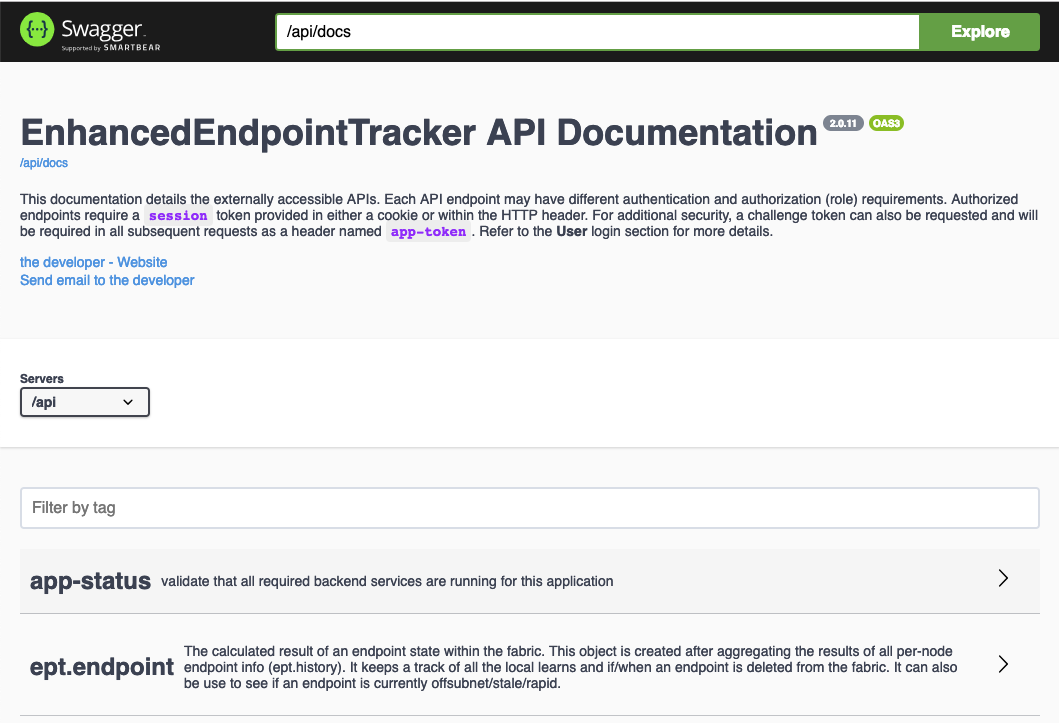 {···} Swagger.
Supported by SMARTBEAR
/api/docs
Explore
EnhancedEndpointTracker API Documentation 2.0.11 OAS3
/api/docs
This documentation details the externally accessible APIs. Each API endpoint may have different authentication and authorization (role) requirements. Authorized
endpoints require a session token provided in either a cookie or within the HTTP header. For additional security, a challenge token can also be requested and will
be required in all subsequent requests as a header named app-token. Refer to the User login section for more details.
the developer - Website
Send email to the developer
Servers
/api
Filter by tag
app-status validate that all required backend services are running for this application
ept.endpoint
The calculated result of an endpoint state within the fabric. This object is created after aggregating the results of all per-node
endpoint info (ept.history). It keeps a track of all the local learns and if/when an endpoint is deleted from the fabric. It can also
be use to see if an endpoint is currently offsubnet/stale/rapid.